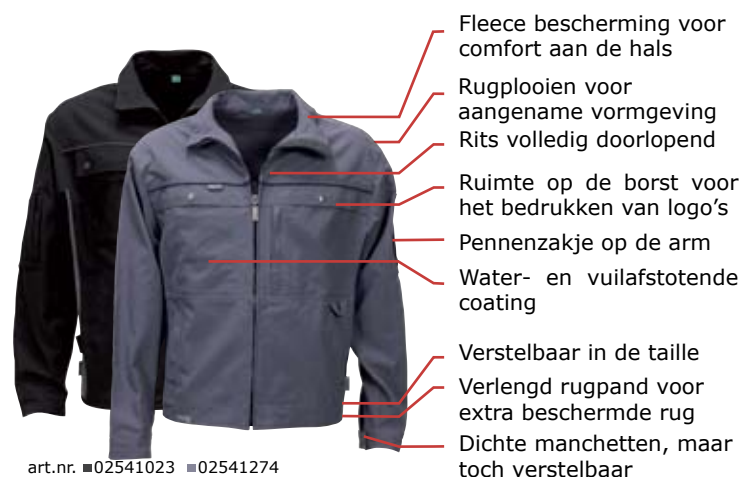 Fleece bescherming voor
comfort aan de hals
Rugplooien voor
aangename vormgeving
Rits volledig doorlopend
Ruimte op de borst voor
het bedrukken van logo's
Pennenzakje op de arm
Water- en vuilafstotende
coating
Verstelbaar in de taille
Verlengd rugpand voor
extra beschermde rug
Dichte manchetten, maar
toch verstelbaar
art.nr. ■02541023 ■02541274